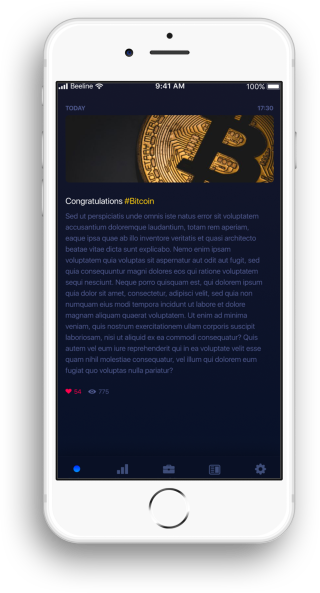 Beeline 9:41 AM 100%
TODAY 17:30
Congratulations #Bitcoin
Sed ut perspiciatis unde omnis iste natus error sit voluptatem
accusantium doloremque laudantium, totam rem aperiam,
eaque ipsa quae ab illo inventore veritatis et quasi architecto
beatae vitae dicta sunt explicabo. Nemo enim ipsam
voluptatem quia voluptas sit aspernatur aut odit aut fugit, sed
quia consequuntur magni dolores eos qui ratione voluptatem
sequi nesciunt. Neque porro quisquam est, qui dolorem ipsum
quia dolor sit amet, consectetur, adipisci velit, sed quia non
numquam eius modi tempora incidunt ut labore et dolore
magnam aliquam quaerat voluptatem. Ut enim ad minima
veniam, quis nostrum exercitationem ullam corporis suscipit
laboriosam, nisi ut aliquid ex ea commodi consequatur? Quis
autem vel eum iure reprehenderit qui in ea voluptate velit esse
quam nihil molestiae consequatur, vel illum qui dolorem eum
fugiat quo voluptas nulla pariatur?
54 775